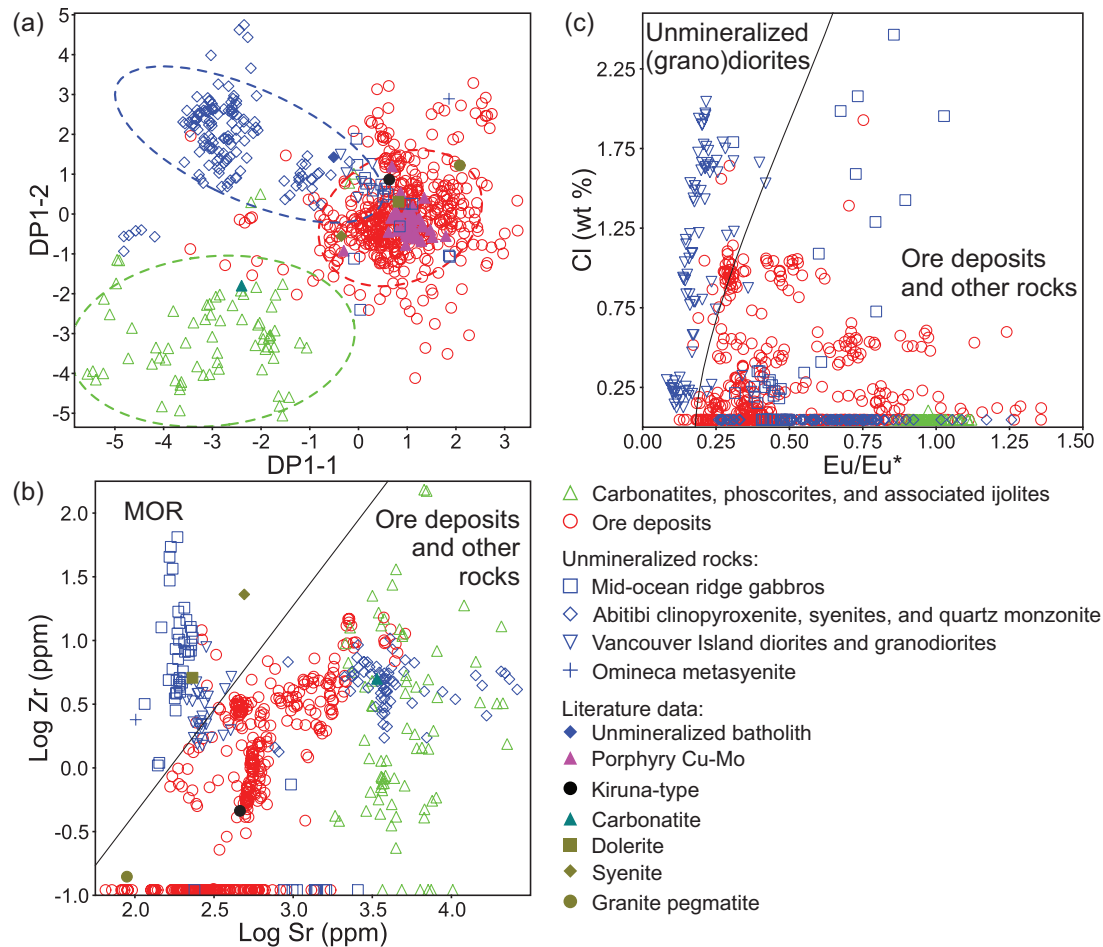 (a)
5
4
3
2
1
0
-1
-2
-3
-4
-5
DP1-2
-5
-4
-3
-2
-1
0
1
2
3
DP1-1
(c)
Unmineralized
(grano)diorites
Ore deposits
and other rocks
2.25
1.75
1.25
0.75
0.25
Cl (wt %)
0.00
0.25
0.50
0.75
1.00
1.25
1.50
Eu/Eu*
(b)
MOR
Ore deposits
and other
rocks
2.0
1.5
1.0
0.5
0.0
-0.5
-1.0
Log Zr (ppm)
2.0
2.5
3.0
3.5
4.0
Log Sr (ppm)
Carbonatites, phoscorites, and associated ijolites
Ore deposits
Unmineralized rocks:
Mid-ocean ridge gabbros
Abitibi clinopyroxenite, syenites, and quartz monzonite
Vancouver Island diorites and granodiorites
Omineca metasyenite
Literature data:
Unmineralized batholith
Porphyry Cu-Mo
Kiruna-type
Carbonatite
Dolerite
Syenite
Granite pegmatite